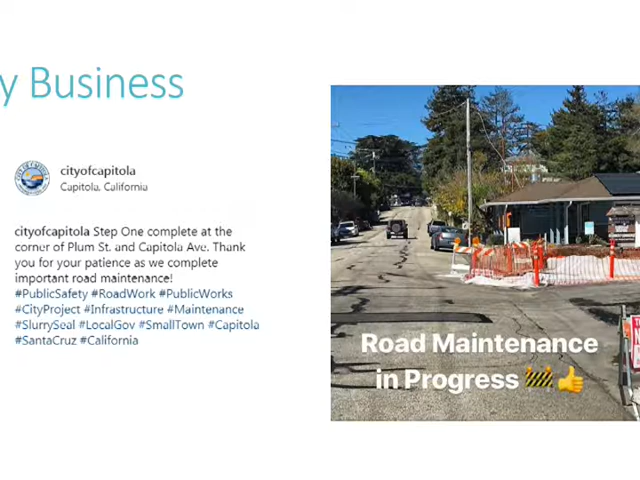 y Business
cityofcapitola
Capitola, California
cityofcapitola Step One complete at the
corner of Plum St. and Capitola Ave. Thank
you for your patience as we complete
important road maintenance!
#PublicSafety #RoadWork #PublicWorks
#CityProject #Infrastructure #Maintenance
#SlurrySeal #LocalGov #SmallTown #Capitola
#SantaCruz #California
Road Maintenance
in Progress 🚧👍